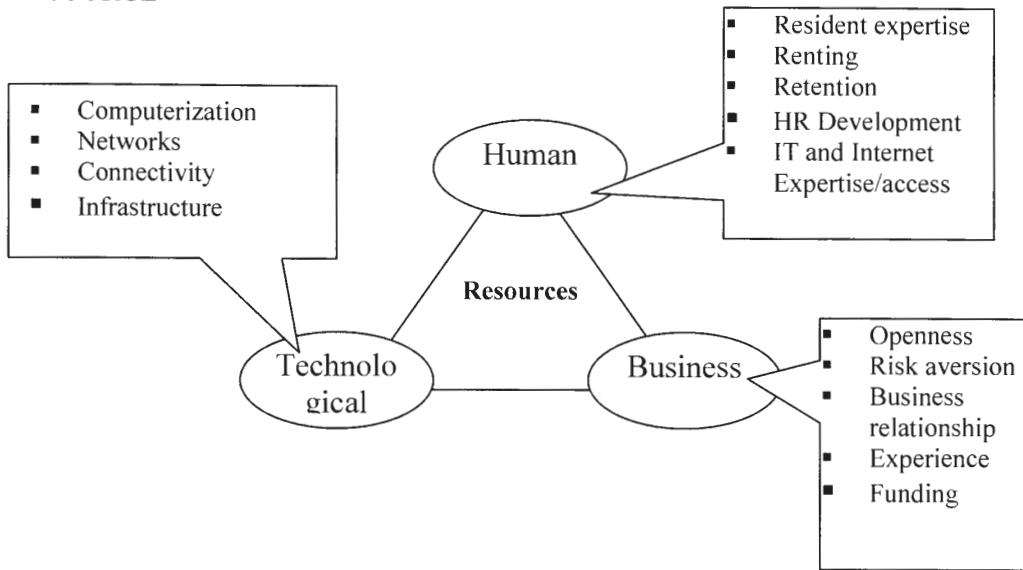 ▪ Resident expertise
▪ Renting
▪ Retention
▪ HR Development
▪ IT and Internet
Expertise/access
▪ Computerization
▪ Networks
▪ Connectivity
▪ Infrastructure
Human
Resources
Technolo
gical
Business
▪ Openness
▪ Risk aversion
▪ Business
relationship
▪ Experience
▪ Funding